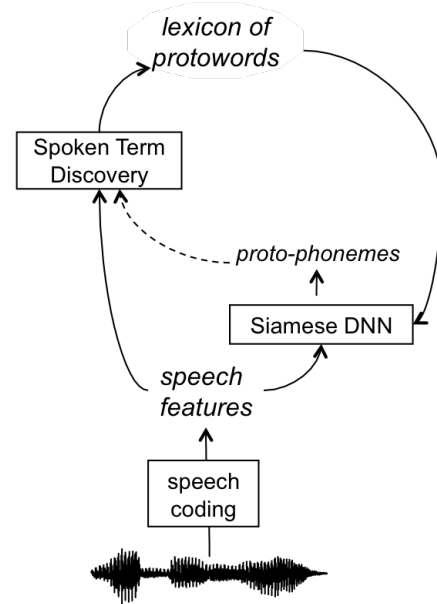 lexicon of
protowords
Spoken Term
Discovery
proto-phonemes
Siamese DNN
speech
features
speech
coding